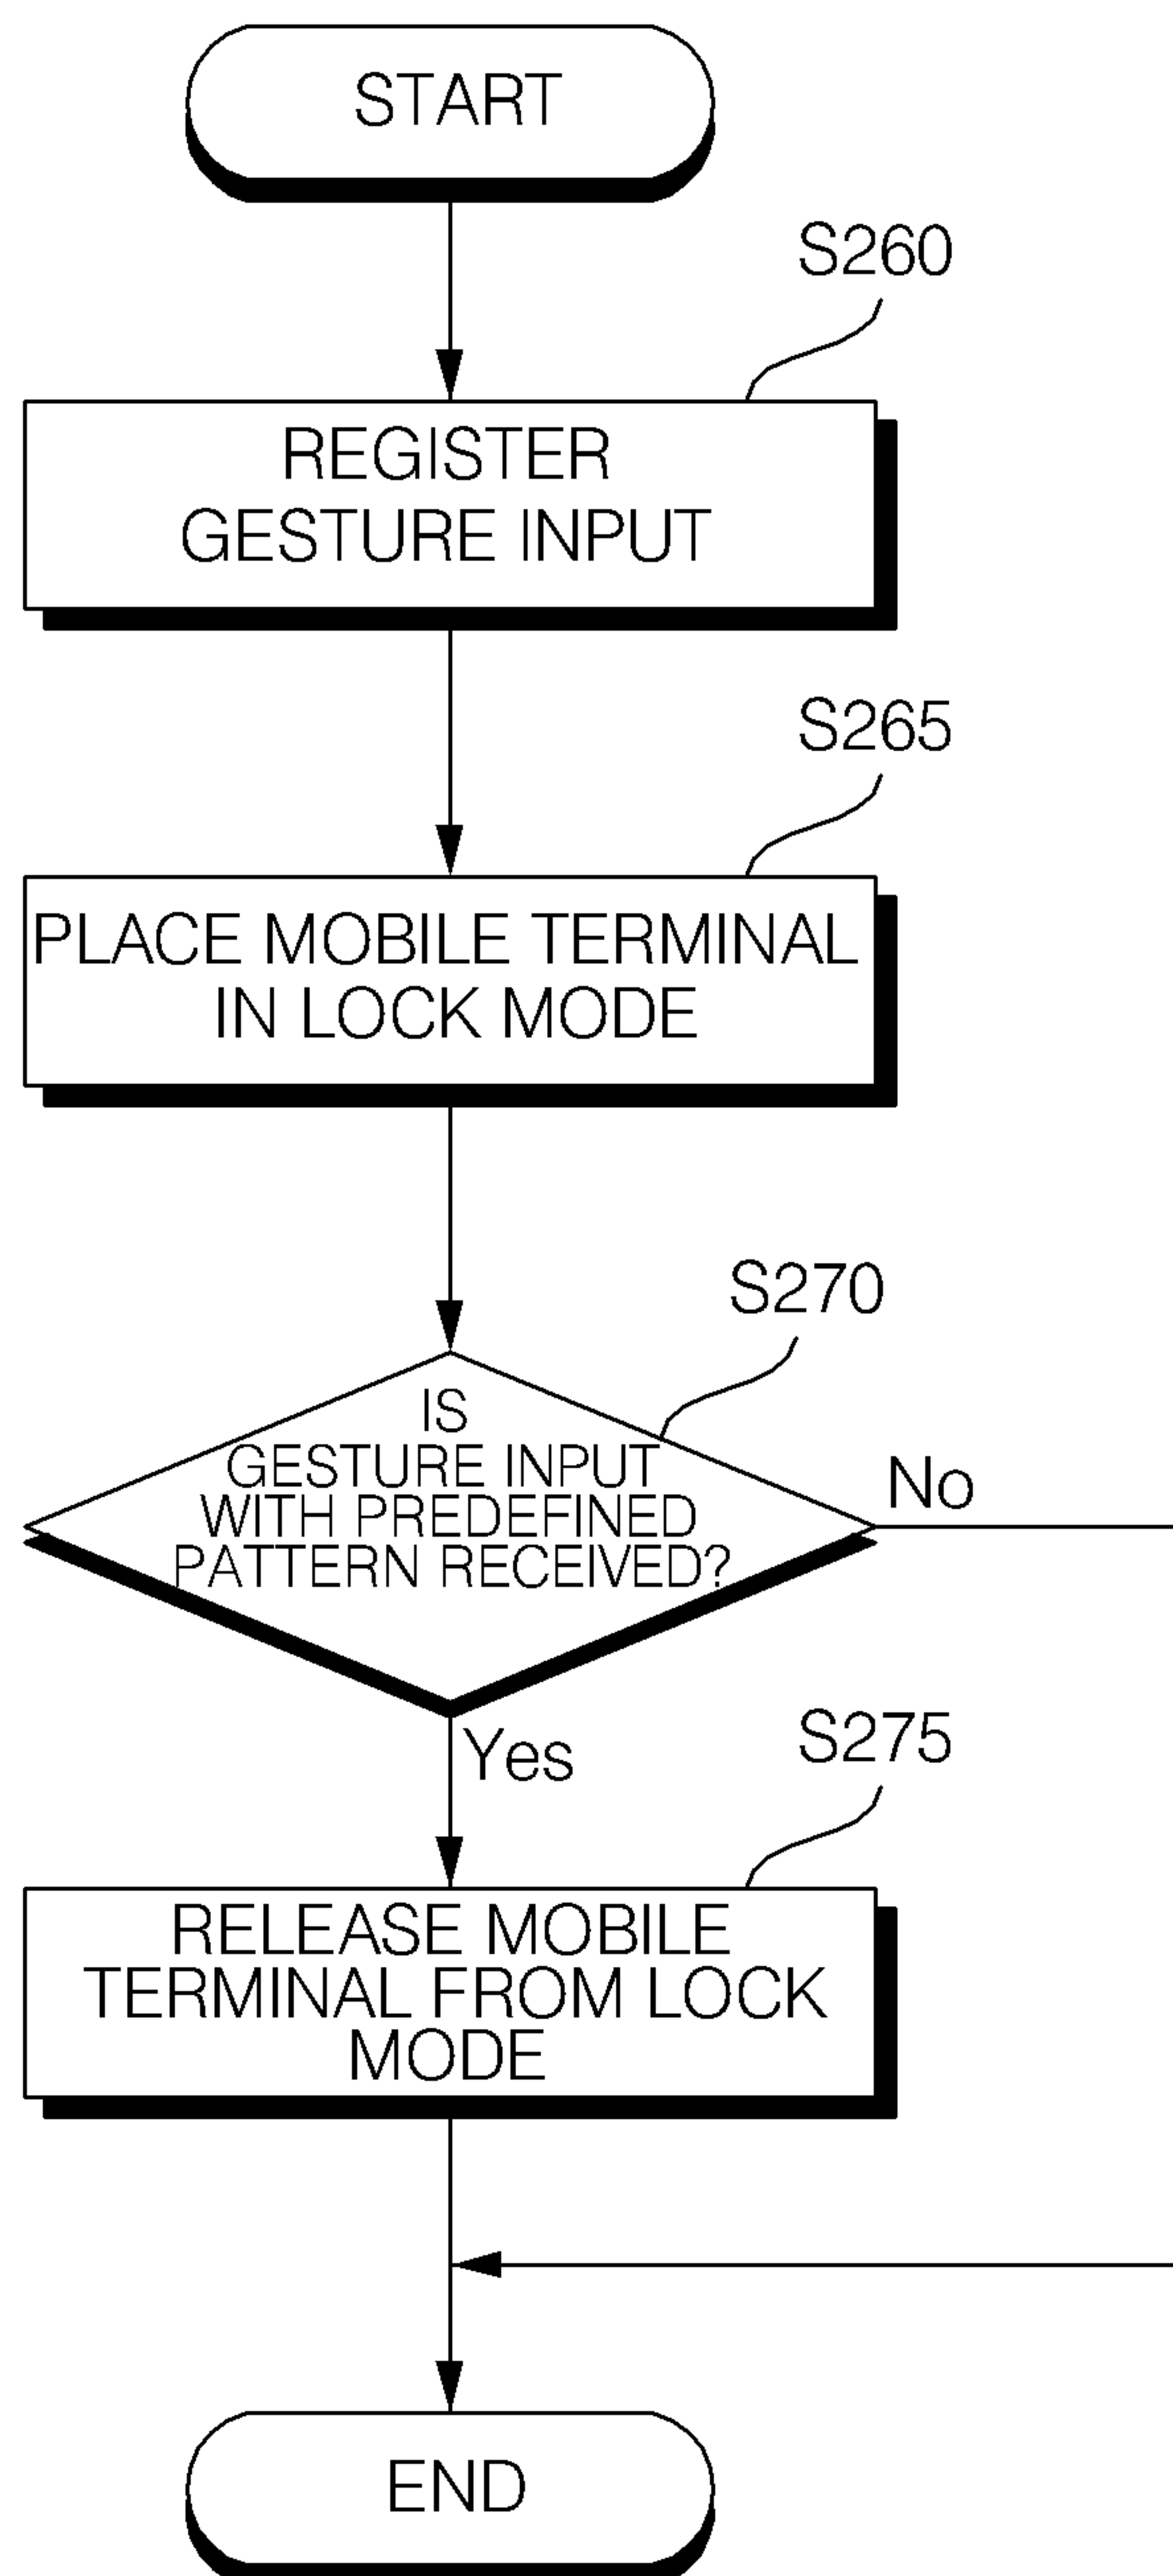 START
S260
REGISTER
GESTURE INPUT
S265
PLACE MOBILE TERMINAL
IN LOCK MODE
S270
IS
GESTURE INPUT
WITH PREDEFINED
PATTERN RECEIVED?
No
Yes
S275
RELEASE MOBILE
TERMINAL FROM LOCK
MODE
END